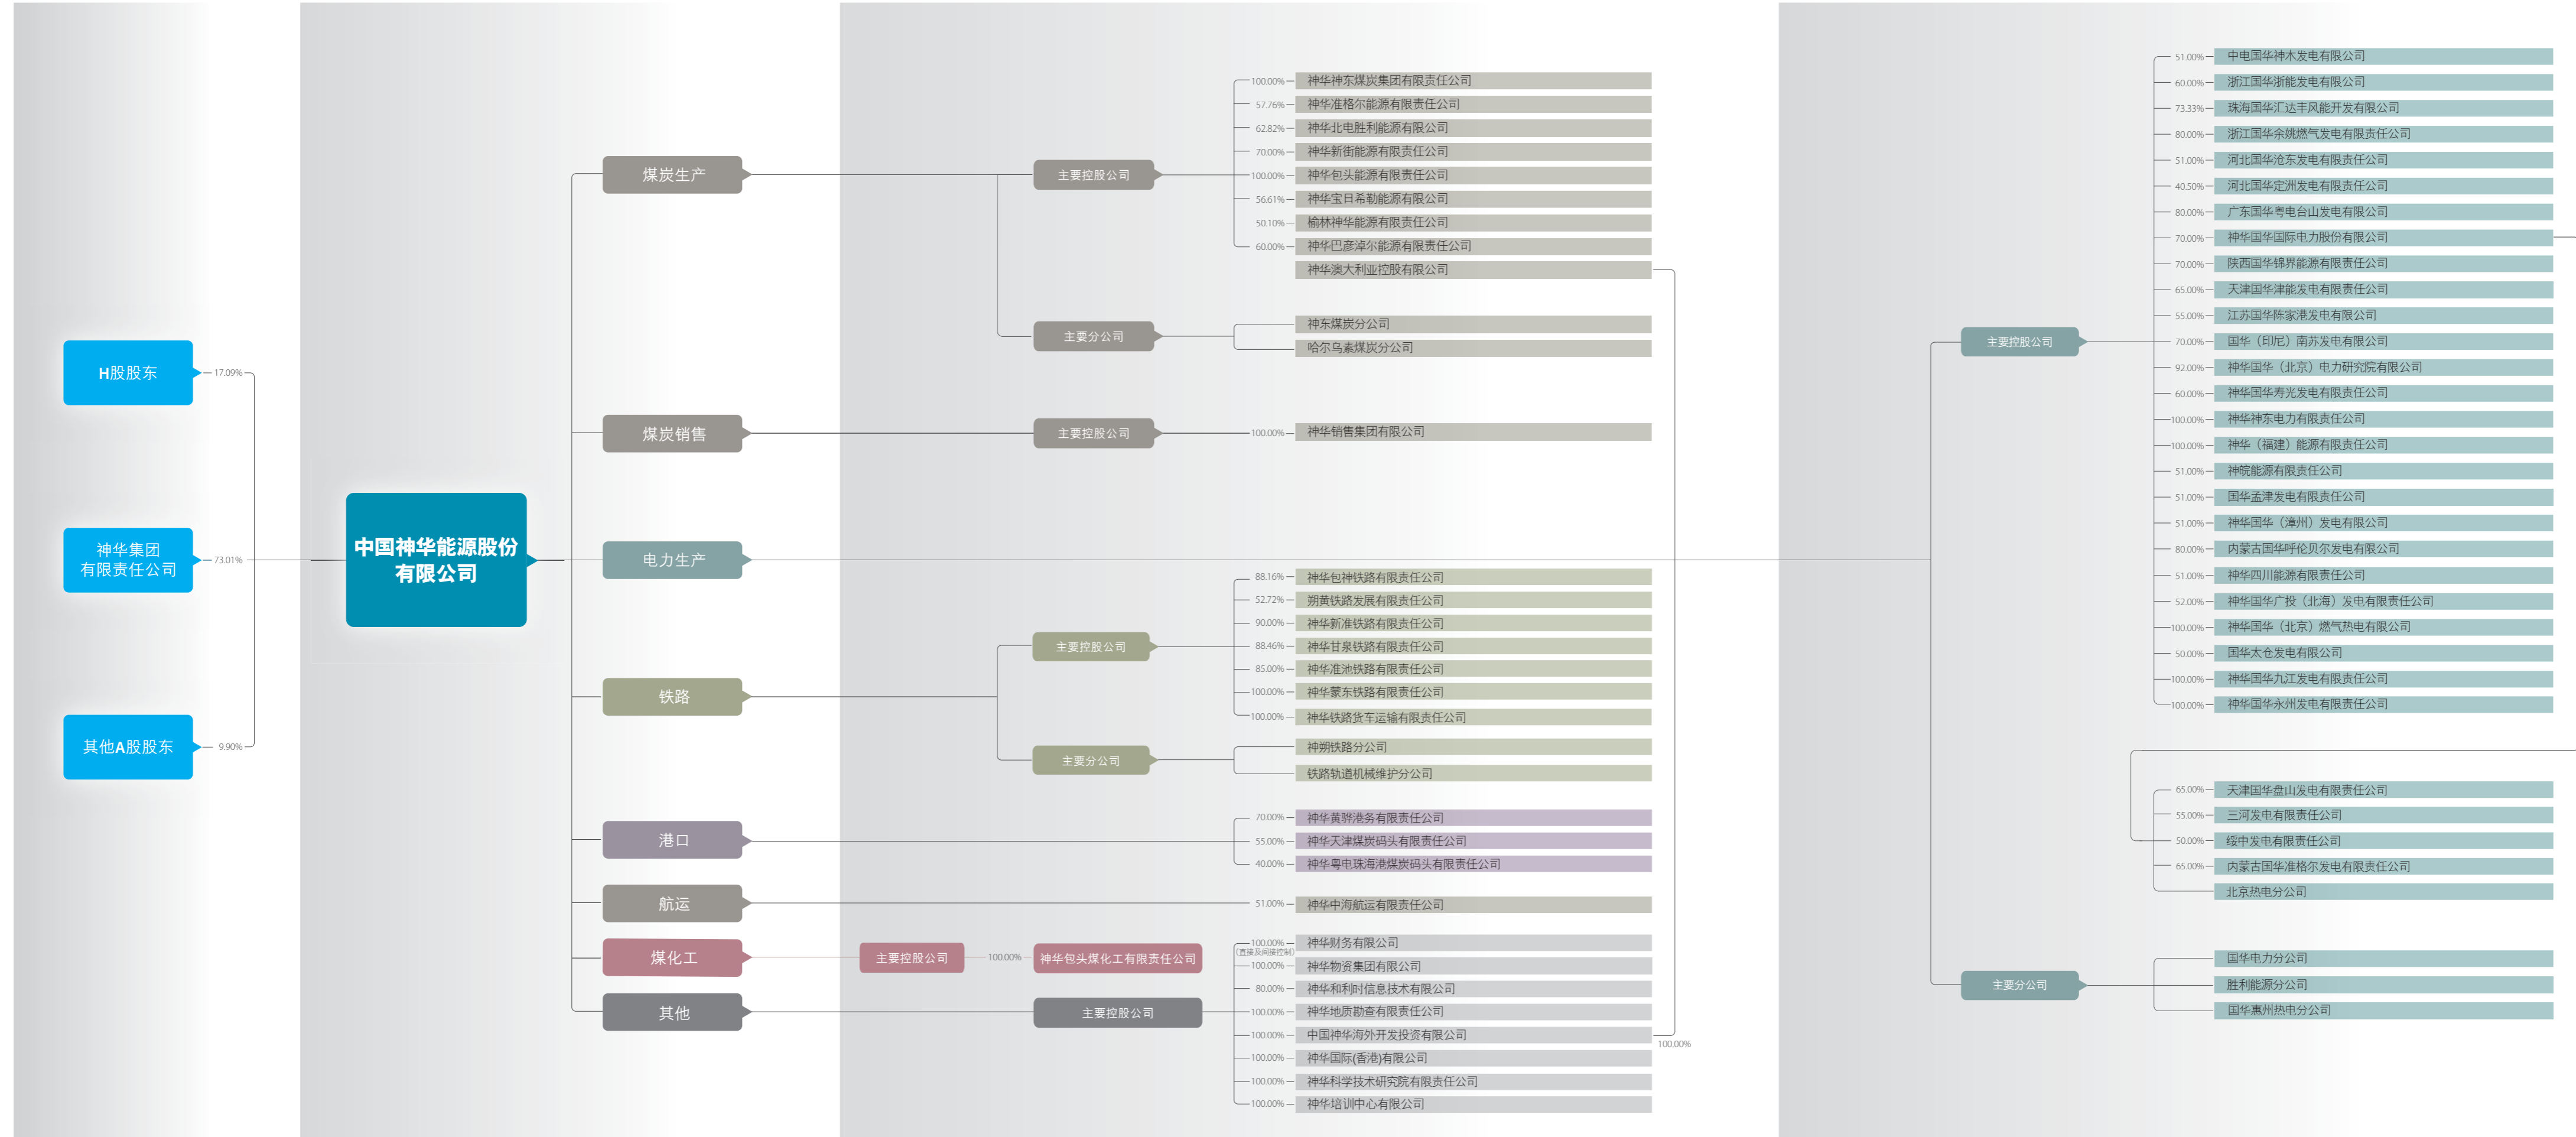 H股股东
17.09%
神华集团
有限责任公司
73.01%
其他A股股东
9.90%
中国神华能源股份
有限公司
煤炭生产
主要控股公司
100.00%
神华神东煤炭集团有限责任公司
57.76%
神华准格尔能源有限责任公司
62.82%
神华北电胜利能源有限公司
70.00%
神华新街能源有限责任公司
100.00%
神华包头能源有限责任公司
56.61%
神华宝日希勒能源有限公司
50.10%
榆林神华能源有限责任公司
60.00%
神华巴彦淖尔能源有限责任公司
神华澳大利亚控股有限公司
主要分公司
神东煤炭分公司
哈尔乌素煤炭分公司
煤炭销售
主要控股公司
100.00%
神华销售集团有限公司
电力生产
铁路
主要控股公司
88.16%
神华包神铁路有限责任公司
52.72%
朔黄铁路发展有限责任公司
90.00%
神华新准铁路有限责任公司
88.46%
神华甘泉铁路有限责任公司
85.00%
神华准池铁路有限责任公司
100.00%
神华蒙东铁路有限责任公司
100.00%
神华铁路货车运输有限责任公司
主要分公司
神朔铁路分公司
铁路轨道机械维护分公司
港口
70.00%
神华黄骅港务有限责任公司
55.00%
神华天津煤炭码头有限责任公司
40.00%
神华粤电珠海港煤炭码头有限责任公司
航运
51.00%
神华中海航运有限责任公司
煤化工
主要控股公司
100.00%
神华包头煤化工有限责任公司
其他
主要控股公司
100.00%
(直接及间接控制)
神华财务有限公司
100.00%
神华物资集团有限公司
80.00%
神华和利时信息技术有限公司
100.00%
神华地质勘查有限责任公司
100.00%
中国神华海外开发投资有限公司
100.00%
100.00%
神华国际(香港)有限公司
100.00%
神华科学技术研究院有限责任公司
100.00%
神华培训中心有限公司
主要控股公司
51.00%
中电国华神木发电有限公司
60.00%
浙江国华浙能发电有限公司
73.33%
珠海国华汇达丰风能开发有限公司
80.00%
浙江国华余姚燃气发电有限责任公司
51.00%
河北国华沧东发电有限责任公司
40.50%
河北国华定洲发电有限责任公司
80.00%
广东国华粤电台山发电有限公司
70.00%
神华国华国际电力股份有限公司
70.00%
陕西国华锦界能源有限责任公司
65.00%
天津国华津能发电有限责任公司
55.00%
江苏国华陈家港发电有限公司
70.00%
国华（印尼）南苏发电有限公司
92.00%
神华国华（北京）电力研究院有限公司
60.00%
神华国华寿光发电有限责任公司
100.00%
神华神东电力有限责任公司
100.00%
神华（福建）能源有限责任公司
51.00%
神皖能源有限责任公司
51.00%
国华孟津发电有限责任公司
51.00%
神华国华（漳州）发电有限公司
80.00%
内蒙古国华呼伦贝尔发电有限公司
51.00%
神华四川能源有限责任公司
52.00%
神华国华广投（北海）发电有限责任公司
100.00%
神华国华（北京）燃气热电有限公司
50.00%
国华太仓发电有限公司
100.00%
神华国华九江发电有限责任公司
100.00%
神华国华永州发电有限责任公司
65.00%
天津国华盘山发电有限责任公司
55.00%
三河发电有限责任公司
50.00%
绥中发电有限责任公司
65.00%
内蒙古国华准格尔发电有限责任公司
北京热电分公司
主要分公司
国华电力分公司
胜利能源分公司
国华惠州热电分公司